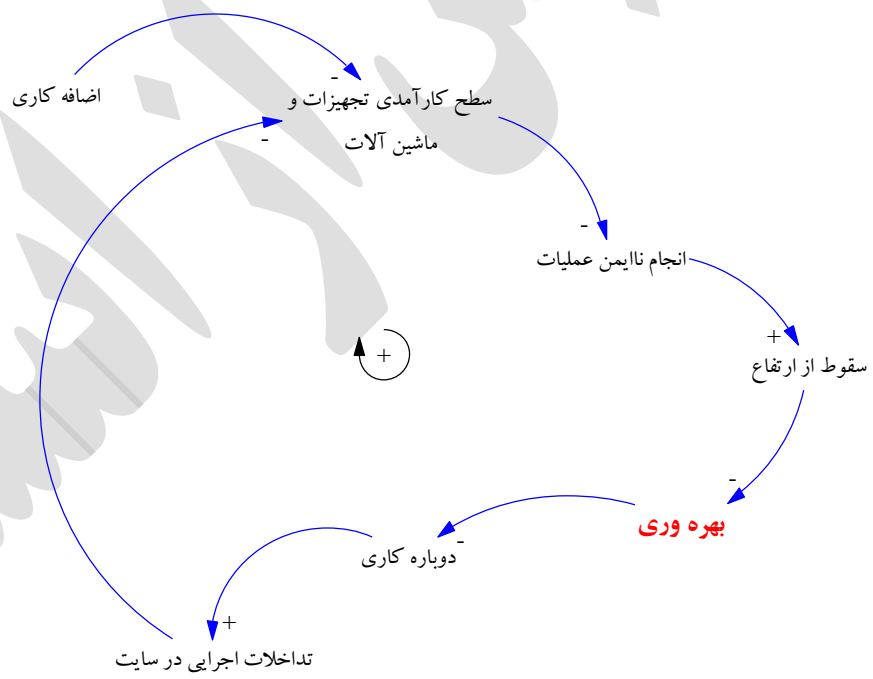 -
اضافه کاری
سطح کارآمدی تجهیزات و
ماشین آلات
-
-
انجام ناایمن عملیات
+
سقوط از ارتفاع
+
-
بهره وری
-
دوباره کاری
+
تداخلات اجرایی در سایت